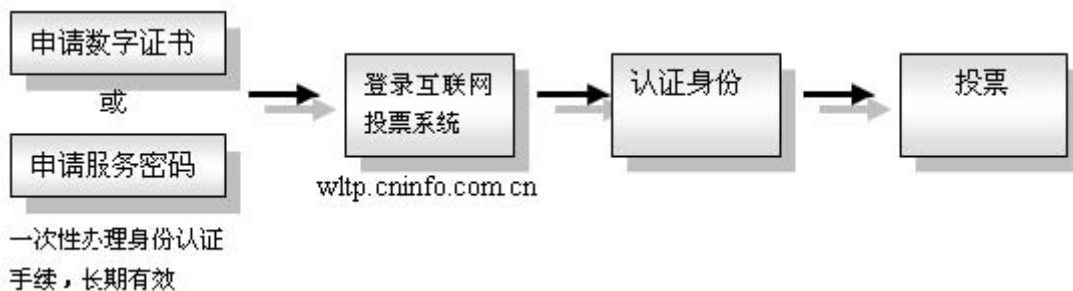 申请数字证书
或
申请服务密码
一次性办理身份认证
手续，长期有效
登录互联网
投票系统
wltp.cninfo.com.cn
认证身份
投票